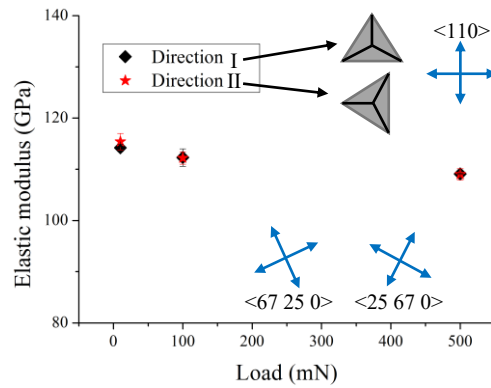 140
120
100
80
Elastic modulus (GPa)
Direction I
Direction II
<110>
<67 25 0>
<25 67 0>
0
100
200
300
400
500
Load (mN)